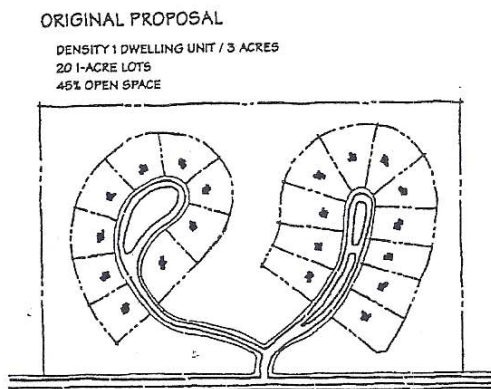 ORIGINAL PROPOSAL
DENSITY 1 DWELLING UNIT / 3 ACRES
20 1-ACRE LOTS
45% OPEN SPACE